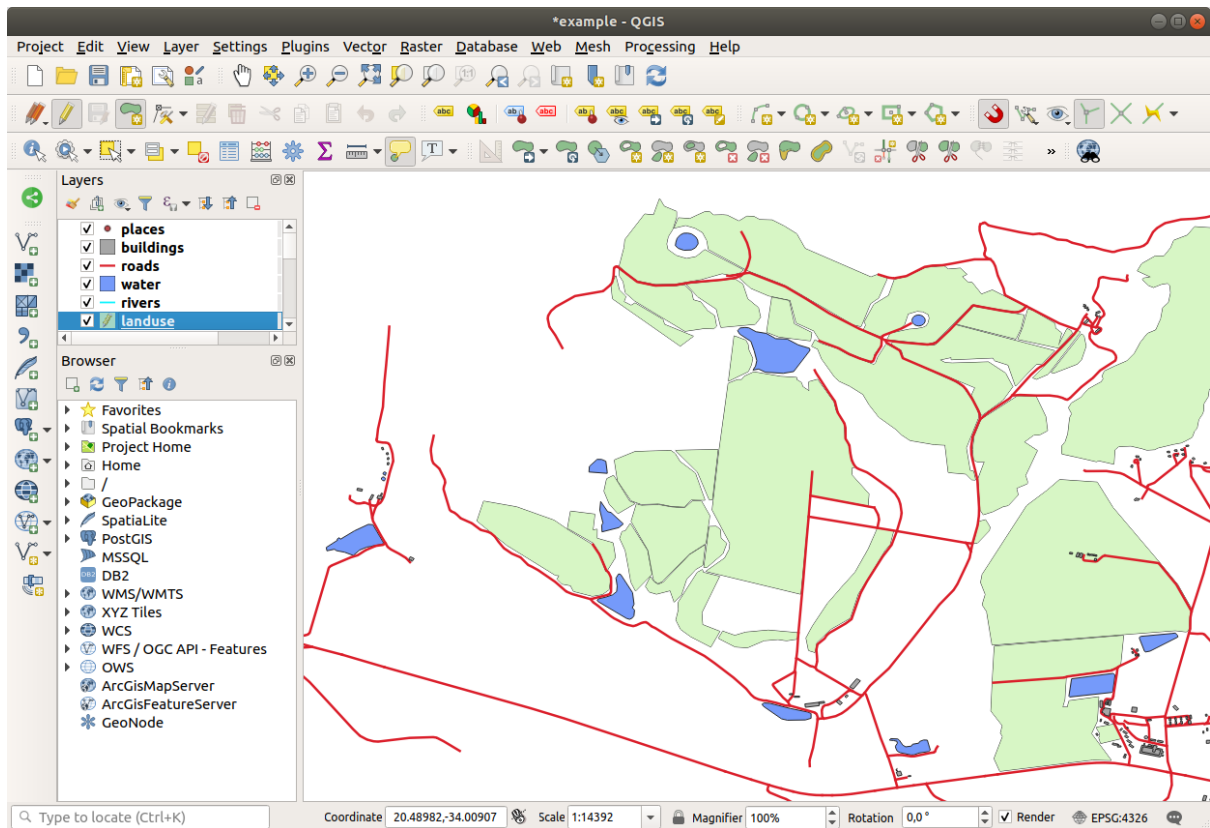 *example - QGIS
Project Edit View Layer Settings Plugins Vector Raster Database Web Mesh Processing Help
Layers
places
buildings
roads
water
rivers
landuse
Browser
Favorites
Spatial Bookmarks
Project Home
Home
/
GeoPackage
SpatiaLite
PostGIS
MSSQL
DB2
WMS/WMTS
XYZ Tiles
WCS
WFS / OGC API - Features
OWS
ArcGisMapServer
ArcGisFeatureServer
GeoNode
Type to locate (Ctrl+K) Coordinate 20.48982,-34.00907 Scale 1:14392 Magnifier 100% Rotation 0,0 ° Render EPSG:4326